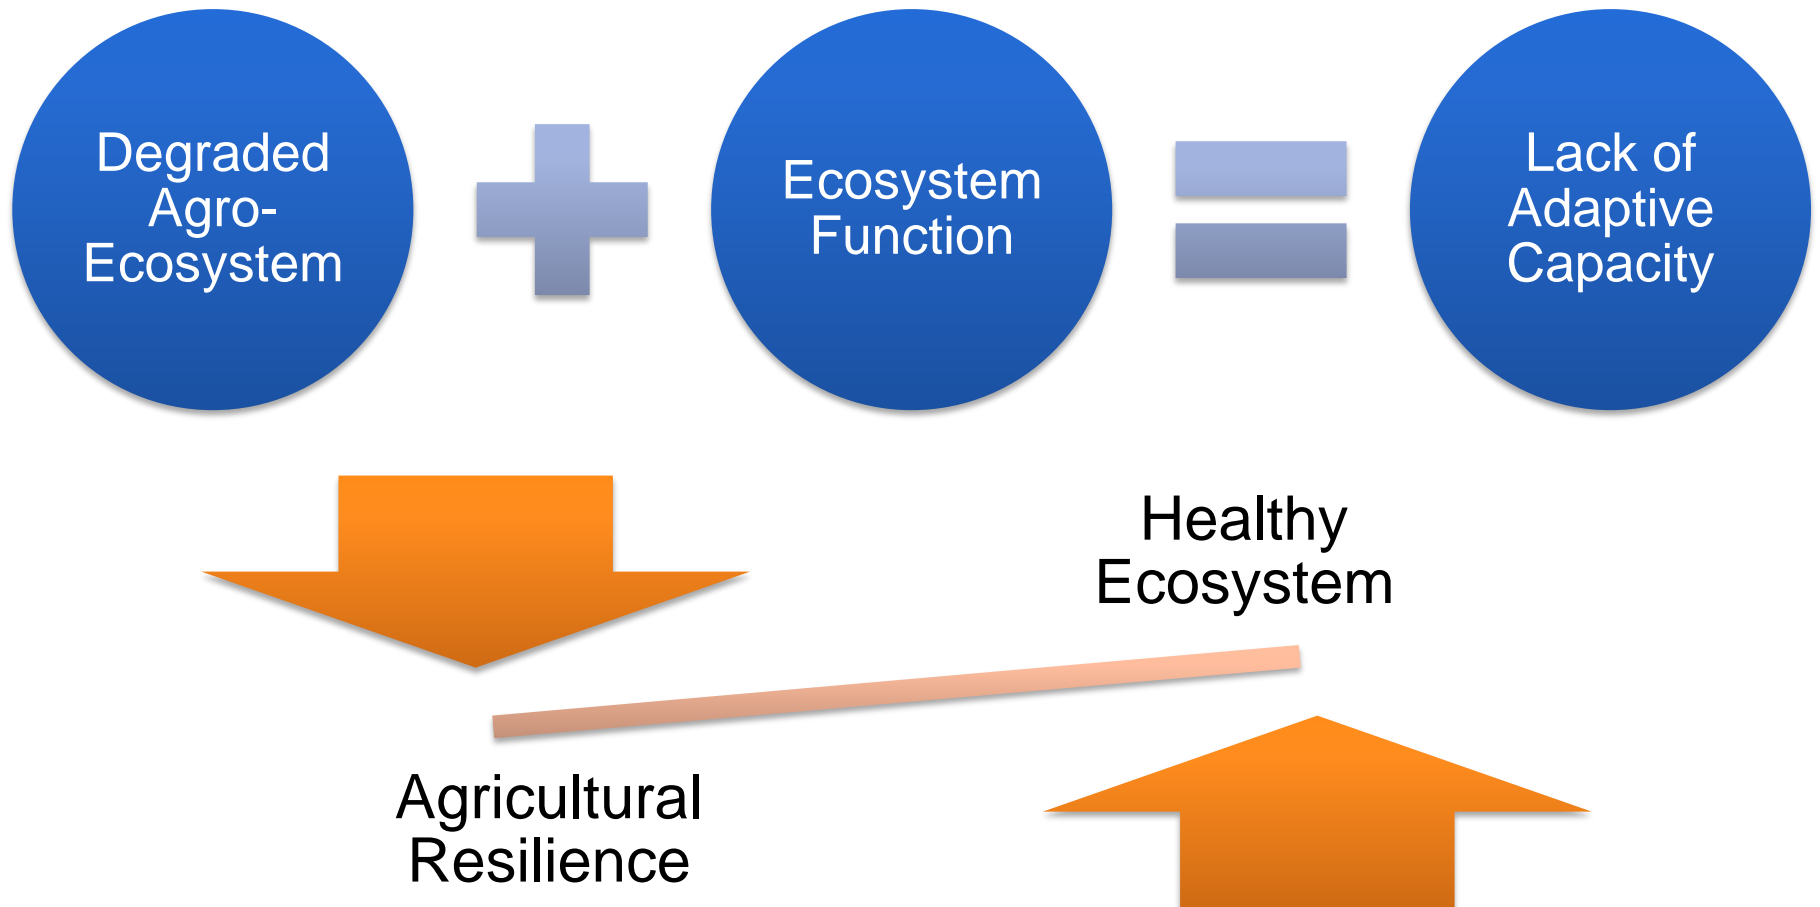 Degraded
Agro-
Ecosystem
Ecosystem
Function
Lack of
Adaptive
Capacity
Healthy
Ecosystem
Agricultural
Resilience